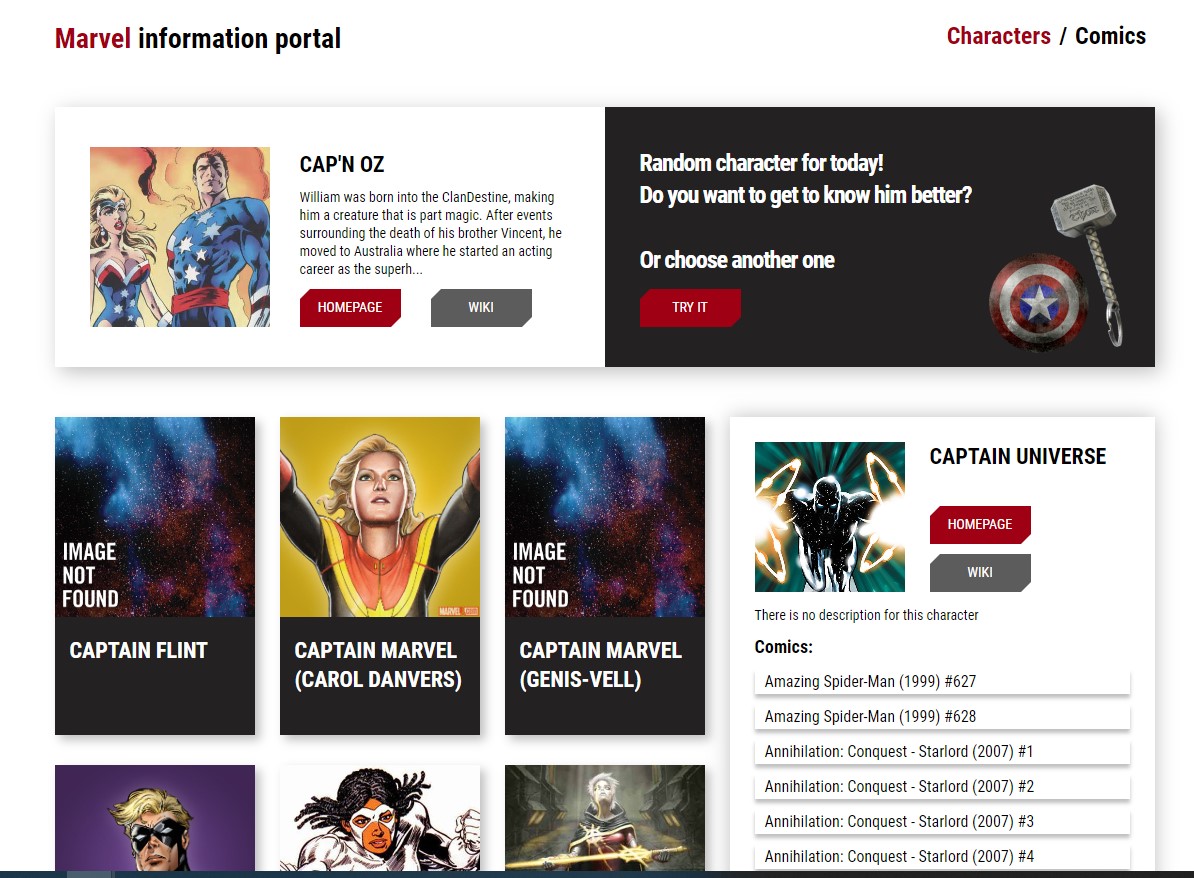 Marvel information portal
Characters / Comics
CAP'N OZ
William was born into the ClanDestine, making
him a creature that is part magic. After events
surrounding the death of his brother Vincent, he
moved to Australia where he started an acting
career as the superh...
HOMEPAGE
WIKI
Random character for today!
Do you want to get to know him better?
Or choose another one
TRY IT
IMAGE
NOT
FOUND
CAPTAIN FLINT
MARVEL.COM
CAPTAIN MARVEL
(CAROL DANVERS)
IMAGE
NOT
FOUND
CAPTAIN MARVEL
(GENIS-VELL)
CAPTAIN UNIVERSE
HOMEPAGE
WIKI
There is no description for this character
Comics:
Amazing Spider-Man (1999) #627
Amazing Spider-Man (1999) #628
Annihilation: Conquest - Starlord (2007) #1
Annihilation: Conquest - Starlord (2007) #2
Annihilation: Conquest - Starlord (2007) #3
Annihilation: Conquest - Starlord (2007) #4